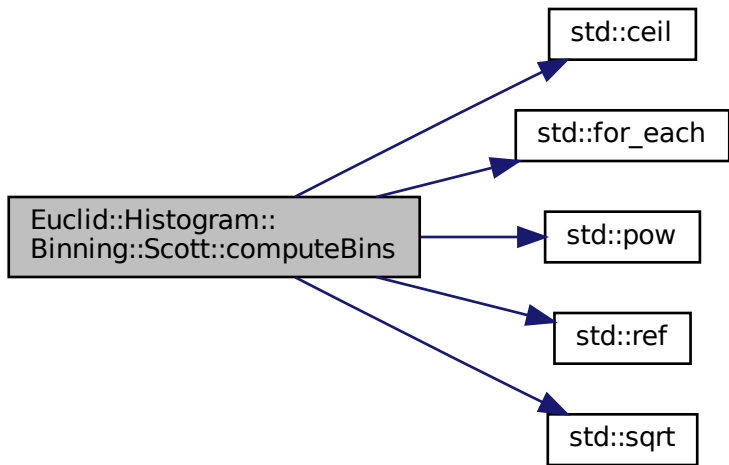 std::ceil
std::for_each
Euclid::Histogram::
Binning::Scott::computeBins
std::pow
std::ref
std::sqrt